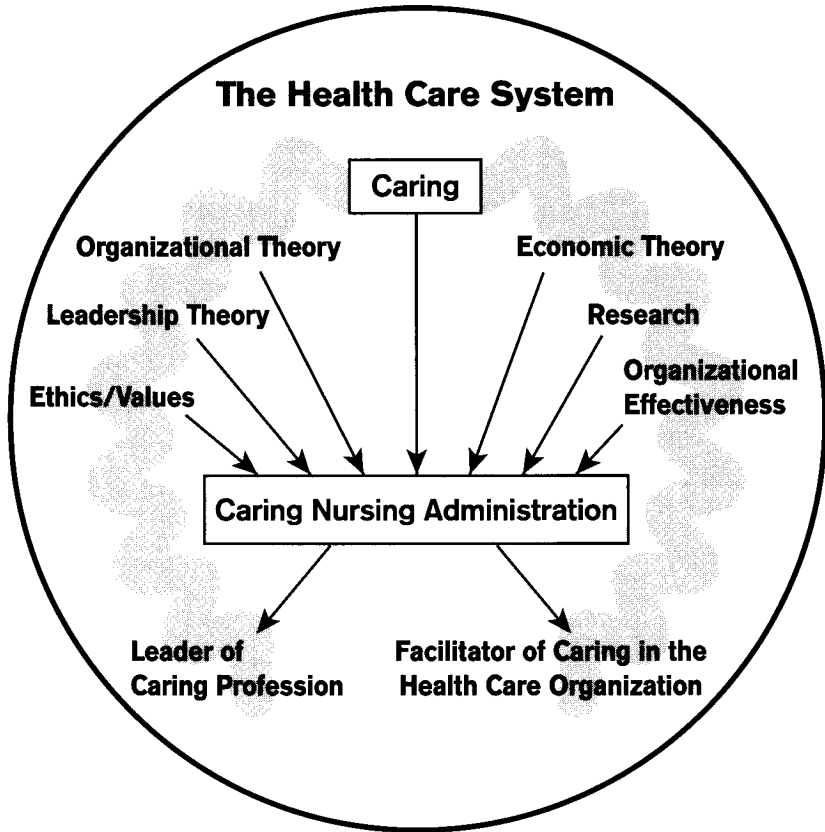 The Health Care System
Caring
Organizational Theory
Economic Theory
Leadership Theory
Research
Ethics/Values
Organizational
Effectiveness
Caring Nursing Administration
Leader of
Caring Profession
Facilitator of Caring in the
Health Care Organization